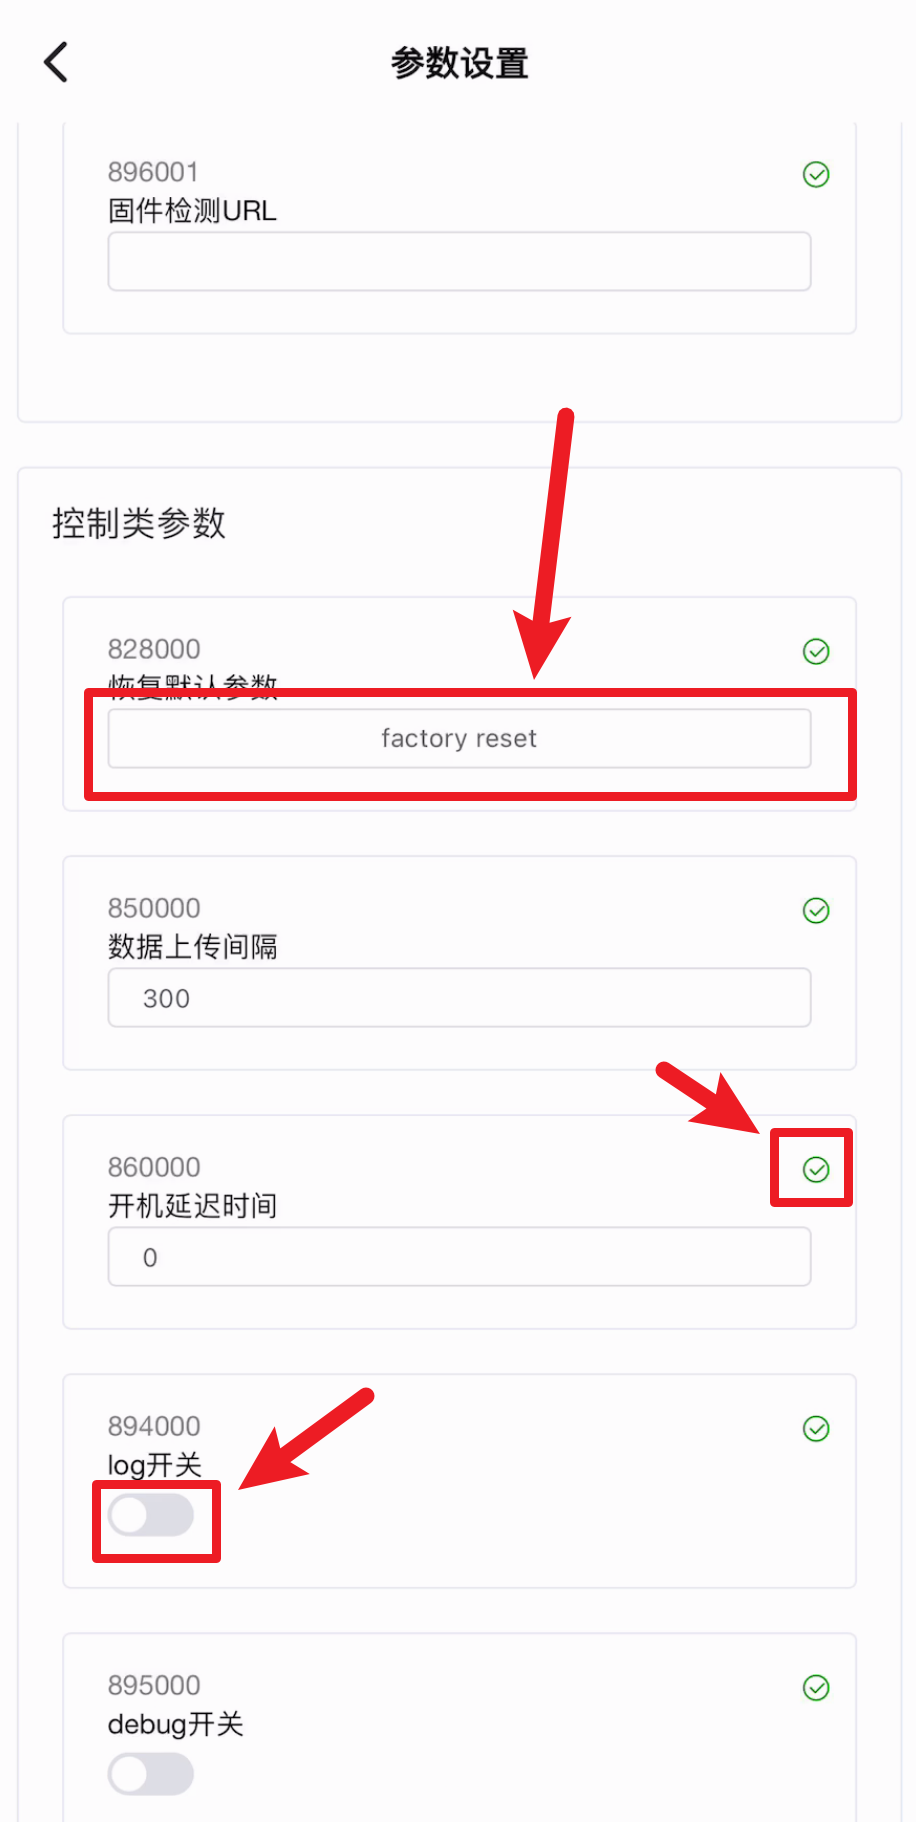 参数设置
896001
固件检测URL
控制类参数
828000
恢复默认参数
factory reset
850000
数据上传间隔
300
860000
开机延迟时间
0
894000
log开关
895000
debug开关